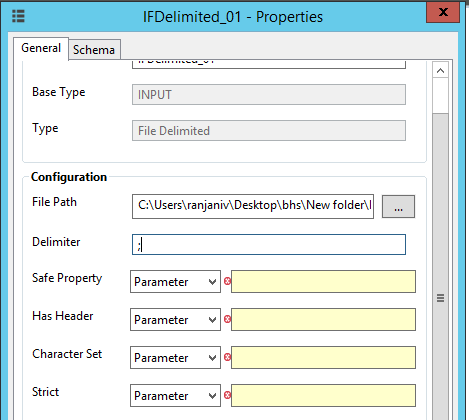 IFDelimited_01 - Properties
General Schema
IFDelimited_01
Base Type INPUT
Type File Delimited
Configuration
File Path C:\Users\ranjaniv\Desktop\bhs\New folder\ ...
Delimiter ;
Safe Property Parameter
Has Header Parameter
Character Set Parameter
Strict Parameter